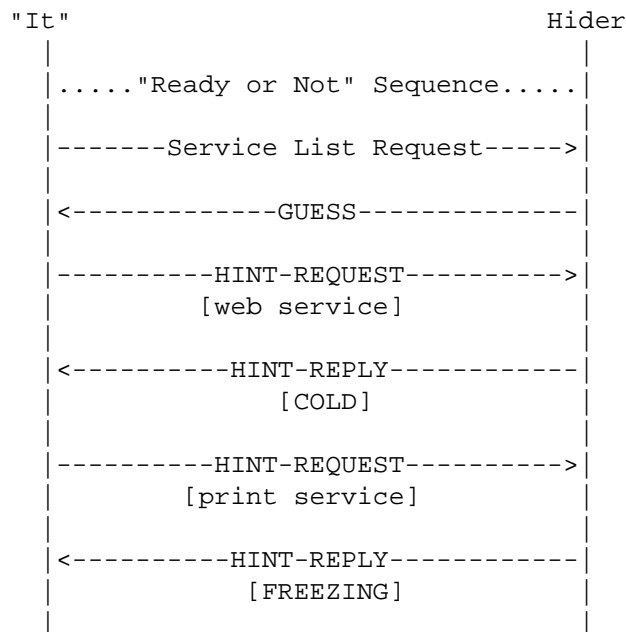 "It" Hider
| |
|....."Ready or Not" Sequence.....|
| |
|-------Service List Request----->|
| |
|<-------------GUESS--------------|
| |
|----------HINT-REQUEST---------->|
| [web service] |
| |
|<----------HINT-REPLY------------|
| [COLD] |
| |
|----------HINT-REQUEST---------->|
| [print service] |
| |
|<----------HINT-REPLY------------|
| [FREEZING] |
| |